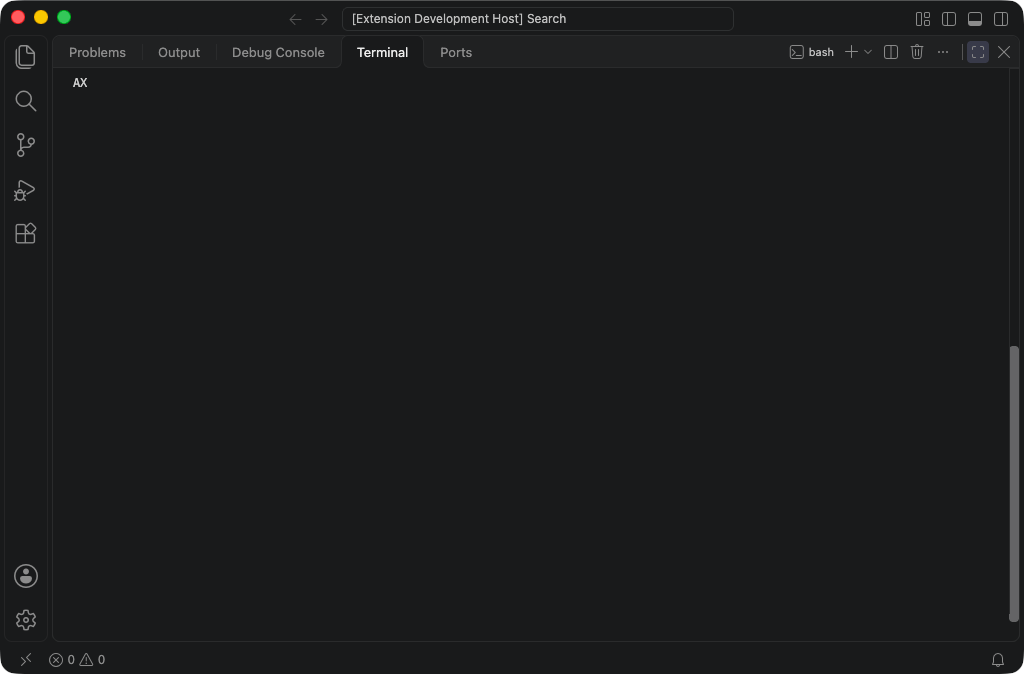 [Extension Development Host] Search
Problems
Output
Debug Console
Terminal
Ports
bash
AX
0
0